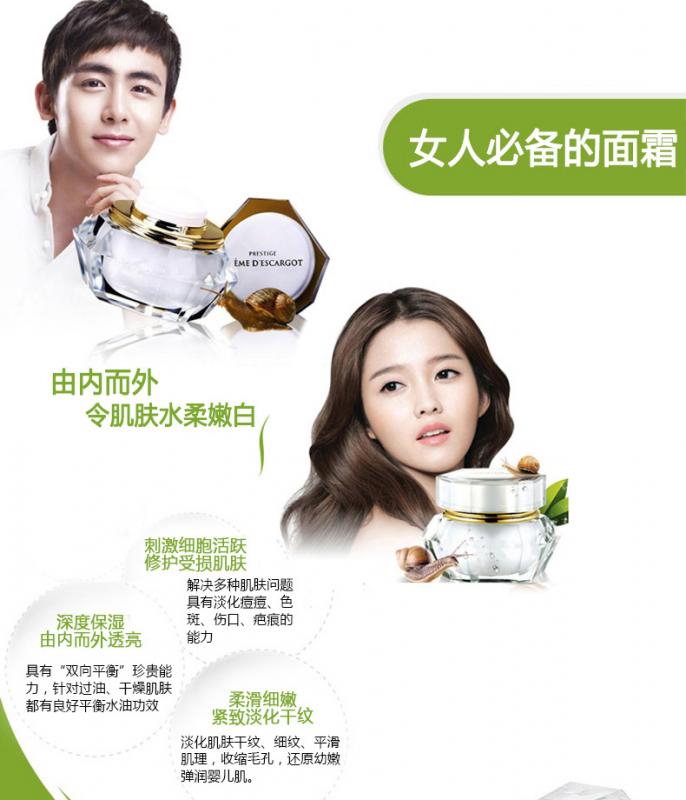 女人必备的面霜
PRESTIGE
ÈME D'ESCARGOT
由内而外
令肌肤水柔嫩白
刺激细胞活跃
修护受损肌肤
解决多种肌肤问题
具有淡化痘痘、色
斑、伤口、疤痕的
能力
深度保湿
由内而外透亮
具有“双向平衡”珍贵能
力，针对过油、干燥肌肤
都有良好平衡水油功效
柔滑细嫩
紧致淡化干纹
淡化肌肤干纹、细纹、平滑
肌理，收缩毛孔，还原幼嫩
弹润婴儿肌。